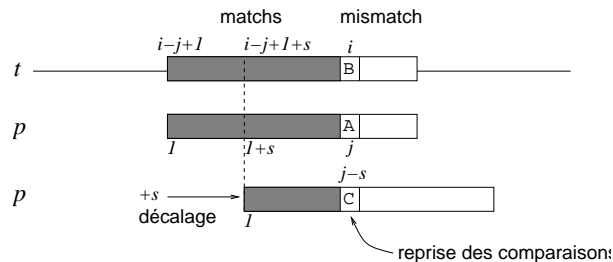 matchs mismatch
i–j+1 i–j+1+s i
t B
p A
1 1+s j
j–s
p +s C
décalage 1
reprise des comparaisons